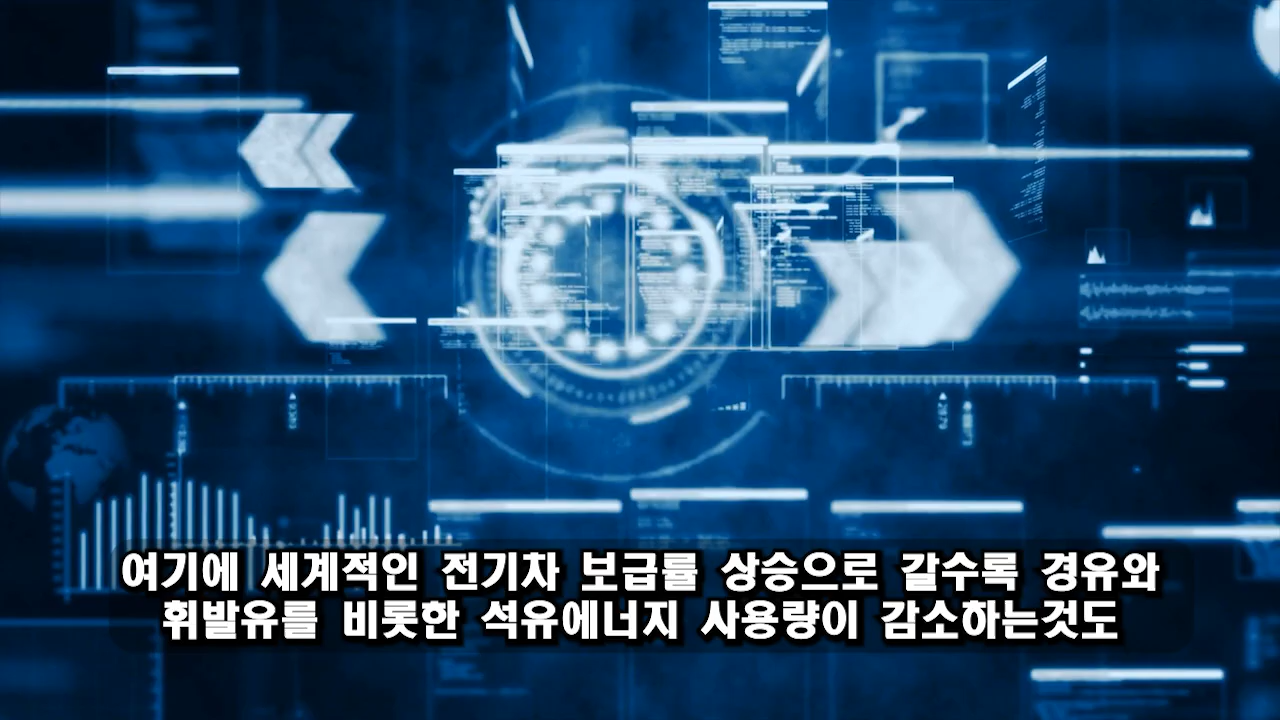 여기에 세계적인 전기차 보급률 상승으로 갈수록 경유와
휘발유를 비롯한 석유에너지 사용량이 감소하는것도